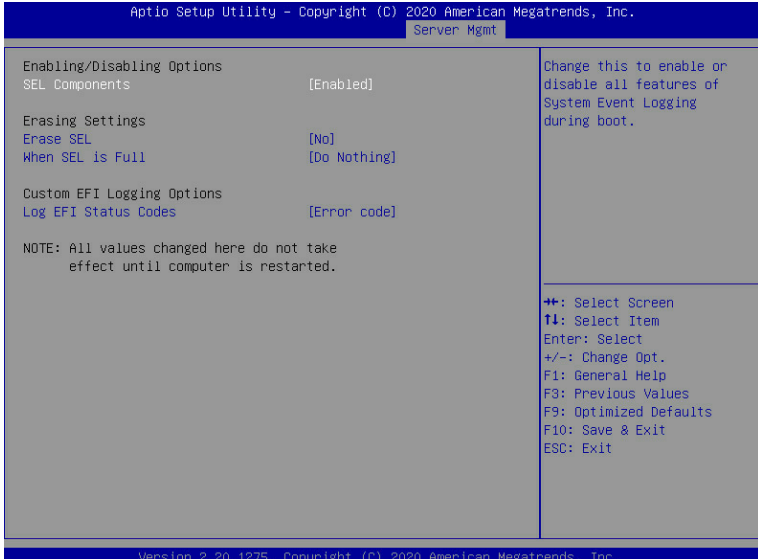 Aptio Setup Utility – Copyright (C) 2020 American Megatrends, Inc.
Server Mgmt
Enabling/Disabling Options
SEL Components [Enabled]
Erasing Settings
Erase SEL [No]
When SEL is Full [Do Nothing]
Custom EFI Logging Options
Log EFI Status Codes [Error code]
NOTE: All values changed here do not take
effect until computer is restarted.
Change this to enable or
disable all features of
System Event Logging
during boot.
→←: Select Screen
↑↓: Select Item
Enter: Select
+/-: Change Opt.
F1: General Help
F3: Previous Values
F9: Optimized Defaults
F10: Save & Exit
ESC: Exit
Version 2.20.1275. Copyright (C) 2020 American Megatrends, Inc.